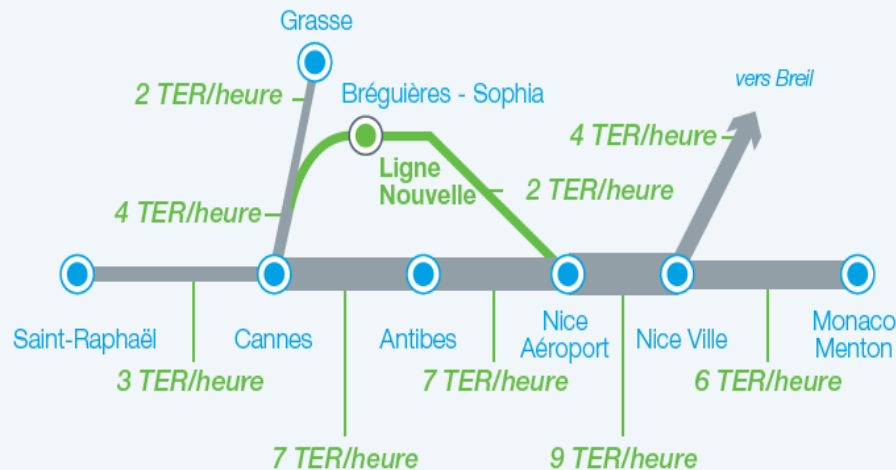 Grasse
vers Breil
2 TER/heure
Bréguières - Sophia
4 TER/heure
Ligne
Nouvelle
2 TER/heure
4 TER/heure
Saint-Raphaël
Cannes
Antibes
Nice
Aéroport
Nice Ville
Monaco
Menton
3 TER/heure
7 TER/heure
6 TER/heure
7 TER/heure
9 TER/heure